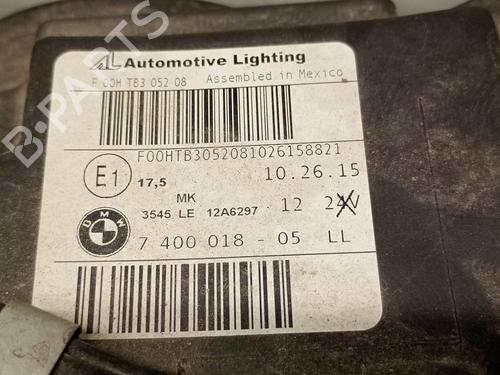 AL Automotive Lighting
F 00H TB3 052 08 Assembled in Mexico
F00HTB3052081026158821
E1 17,5 10.26.15
MK
3545 LE 12A6297 · 12 24V
BMW
7 400 018 - 05 LL
B-PARTS